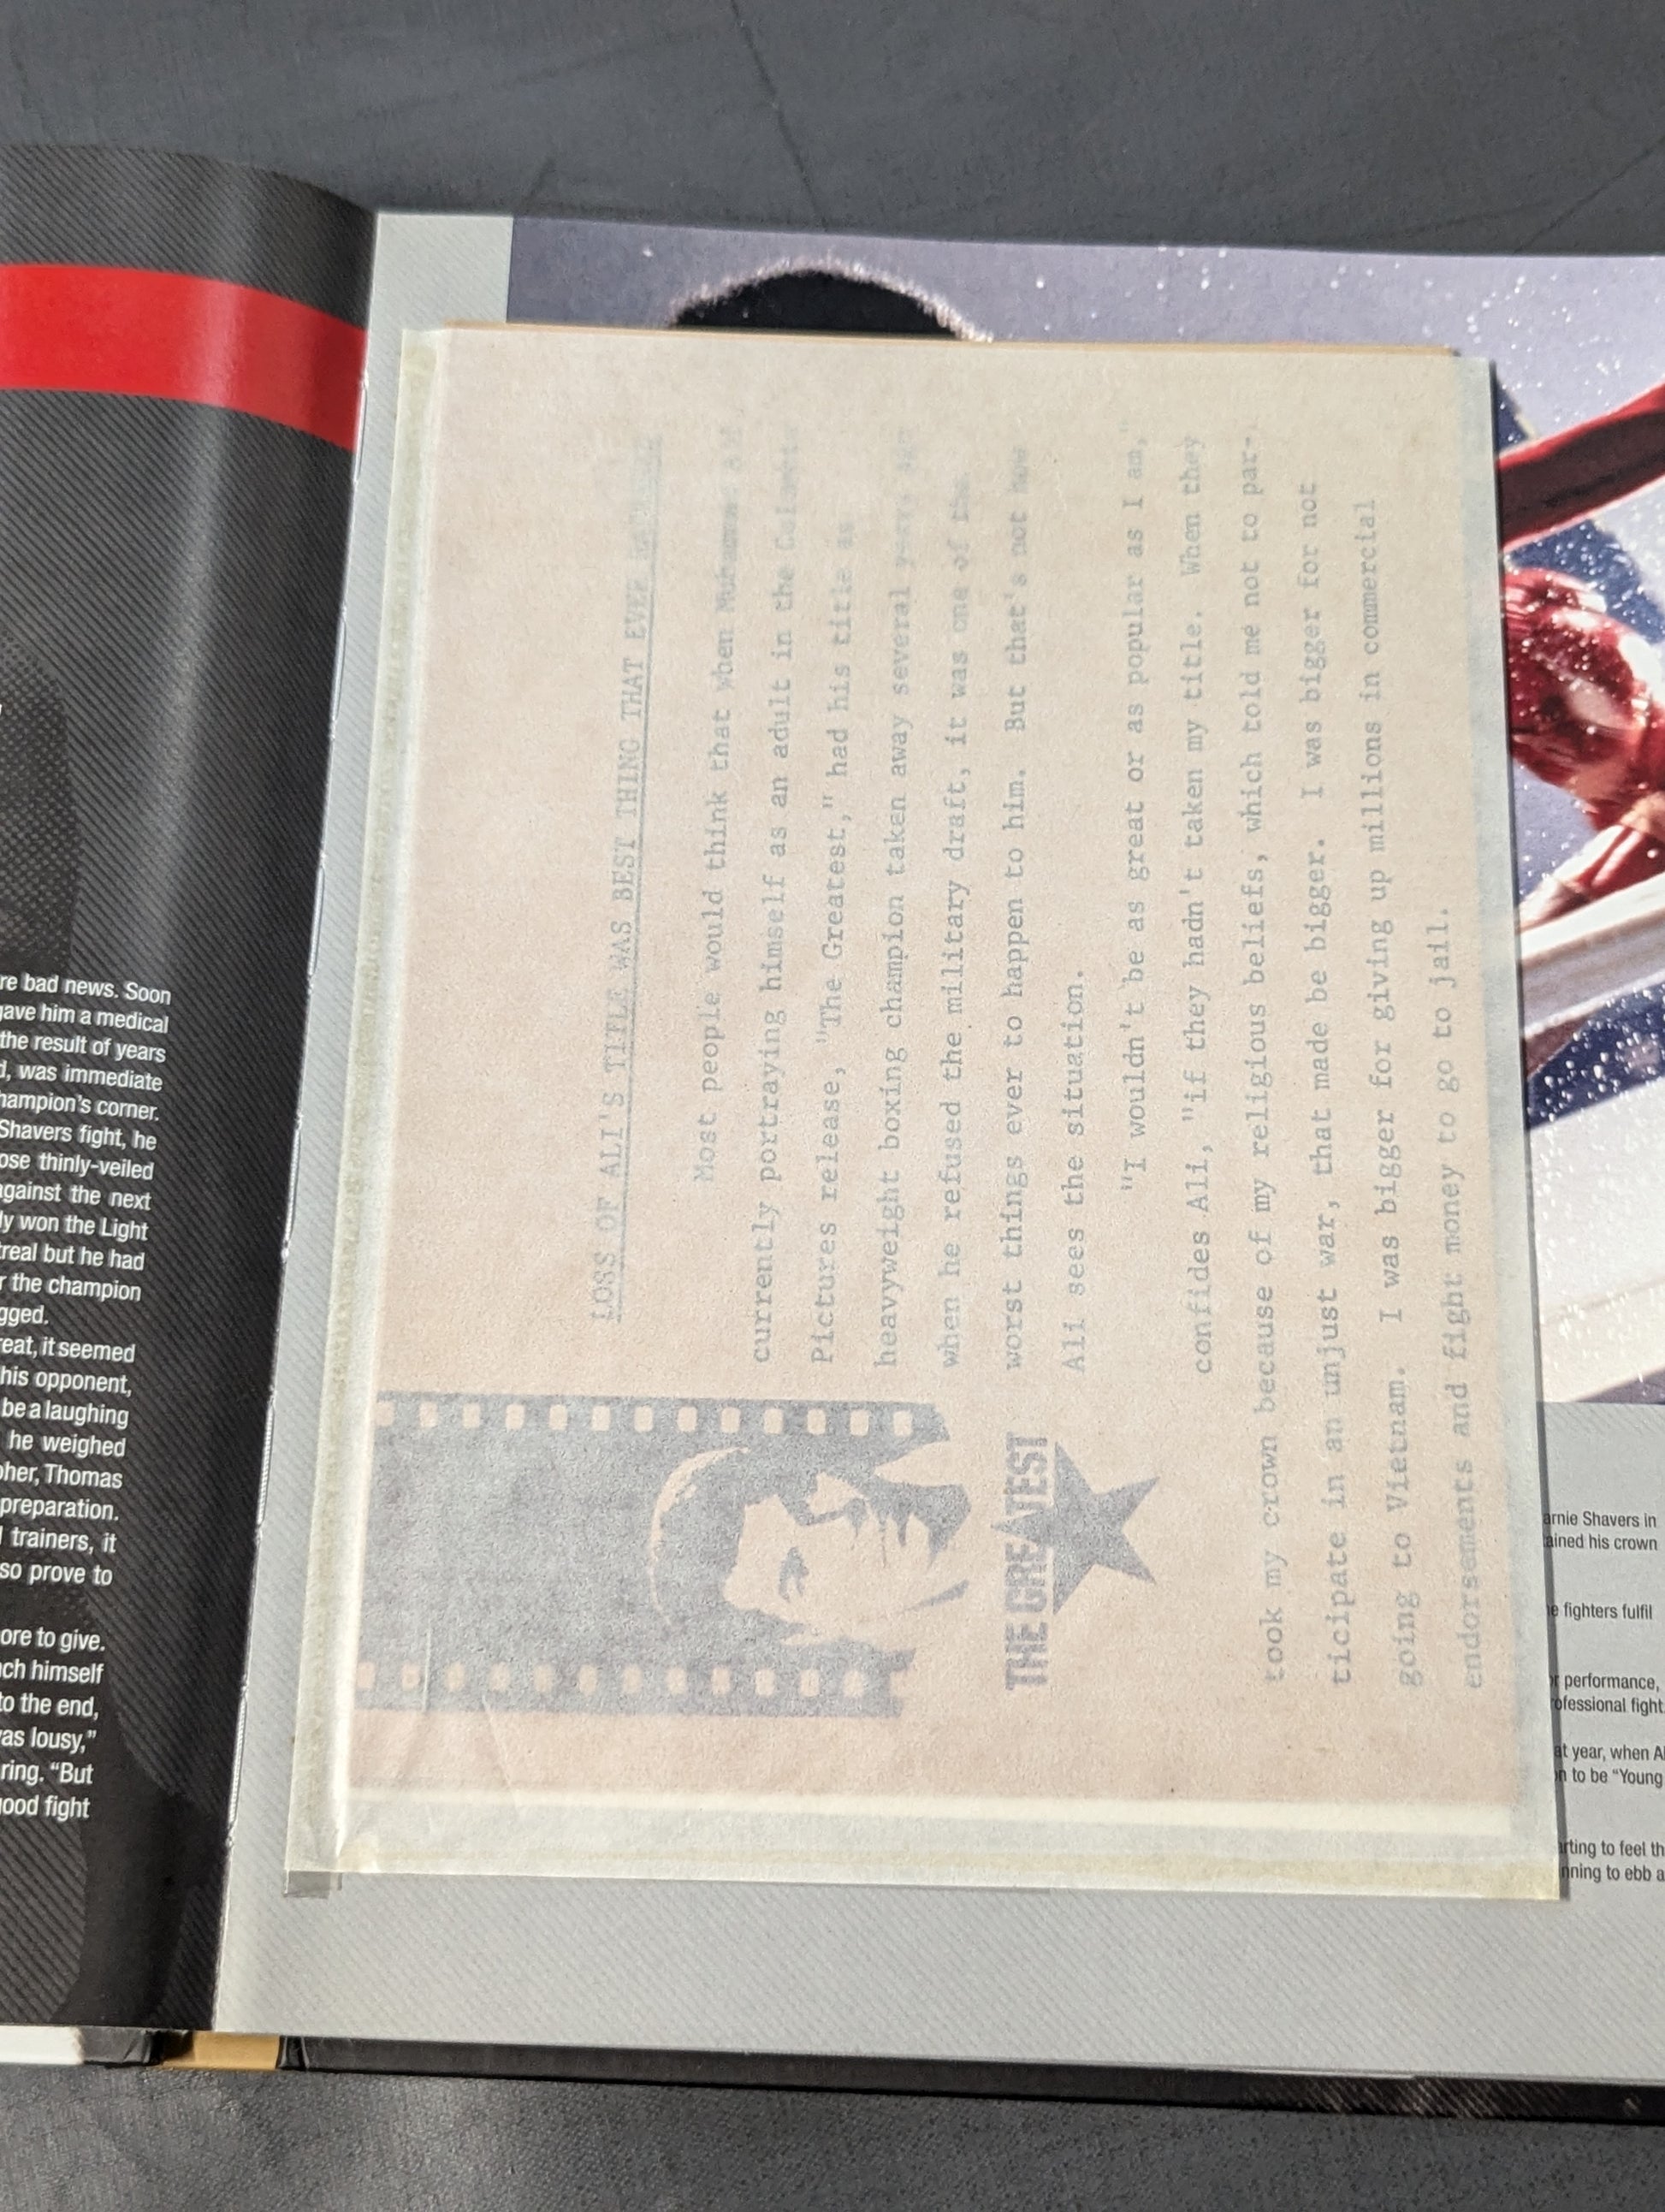 re bad news. Soon
gave him a medical
the result of years
d, was immediate
hampion's corner.
Shavers fight, he
ose thinly-veiled
against the next
ly won the Light
treal but he had
r the champion
gged.
reat, it seemed
his opponent,
be a laughing
he weighed
pher, Thomas
preparation.
l trainers, it
so prove to
ore to give.
ch himself
to the end,
as lousy,”
ring. “But
good fight
LOSS OF ALI'S TITLE WAS BEST THING THAT EVER
Most people would think that when Muhammad Ali
currently portraying himself as an adult in the Columbia
Pictures release, "The Greatest," had his title as
heavyweight boxing champion taken away several years ago
when he refused the military draft, it was one of the
worst things ever to happen to him. But that's not how
Ali sees the situation.
"I wouldn't be as great or as popular as I am,"
confides Ali, "if they hadn't taken my title. When they
took my crown because of my religious beliefs, which told me not to par-
ticipate in an unjust war, that made be bigger. I was bigger for not
going to Vietnam. I was bigger for giving up millions in commercial
endorsements and fight money to go to jail.
THE GREATEST
arnie Shavers in
ained his crown
e fighters fulfil
r performance,
ofessional fight
at year, when Al
n to be “Young
rting to feel th
nning to ebb a